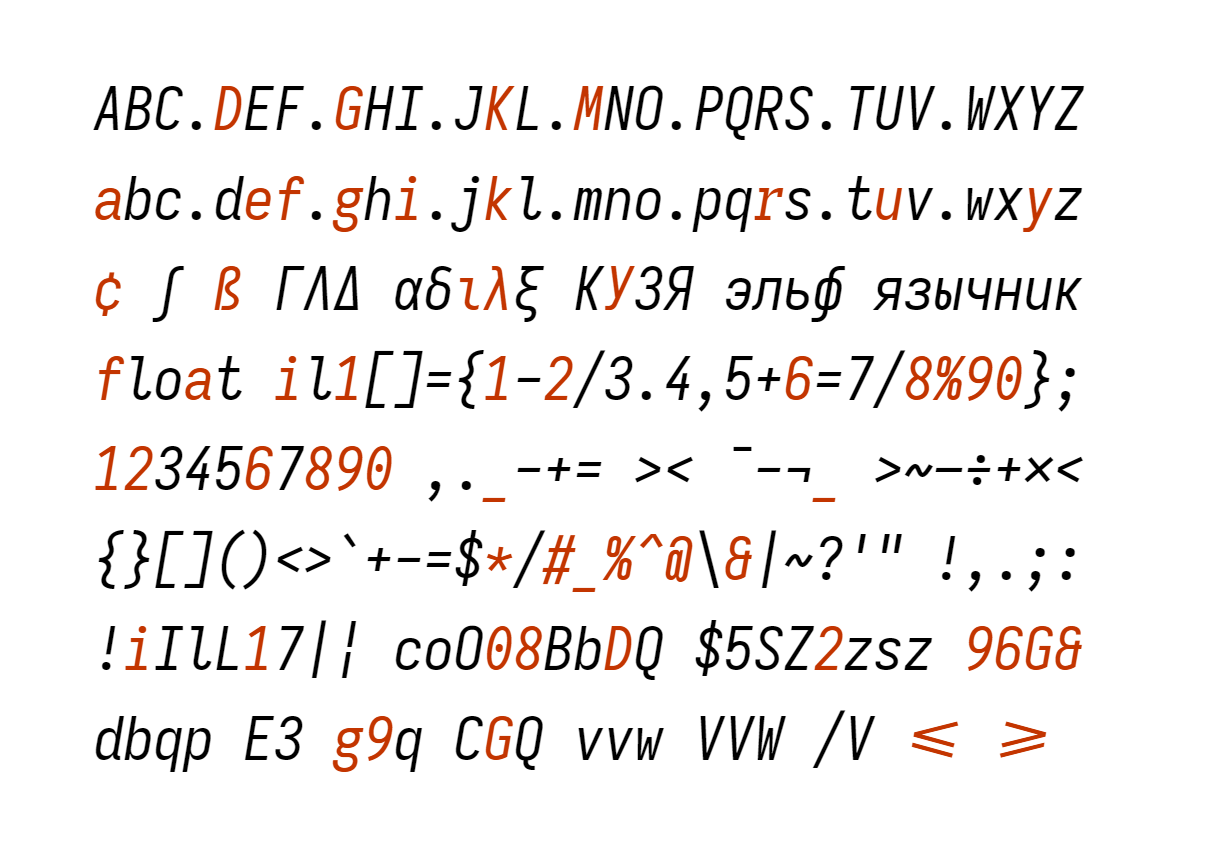 ABC.DEF.GHI.JKL.MNO.PQRS.TUV.WXYZ
abc.def.ghi.jkl.mno.pqrs.tuv.wxyz
¢ ∫ ß ΓΛΔ αδιλξ КУЗЯ эльф язычник
float il1[]={1-2/3.4,5+6=7/8%90};
1234567890 ,._-+= >< ¯-¬_ >~–÷+×<
{}[]()<>`+-=$*/#_%^@\&|~?'" !,.;:
!iIlL17|¦ coO08BbDQ $5SZ2zsz 96G&
dbqp E3 g9q CGQ vvw VVW /V ⩽ ⩾